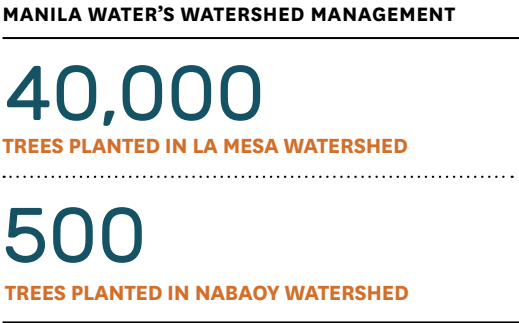 MANILA WATER’S WATERSHED MANAGEMENT
40,000
TREES PLANTED IN LA MESA WATERSHED
500
TREES PLANTED IN NABAOY WATERSHED